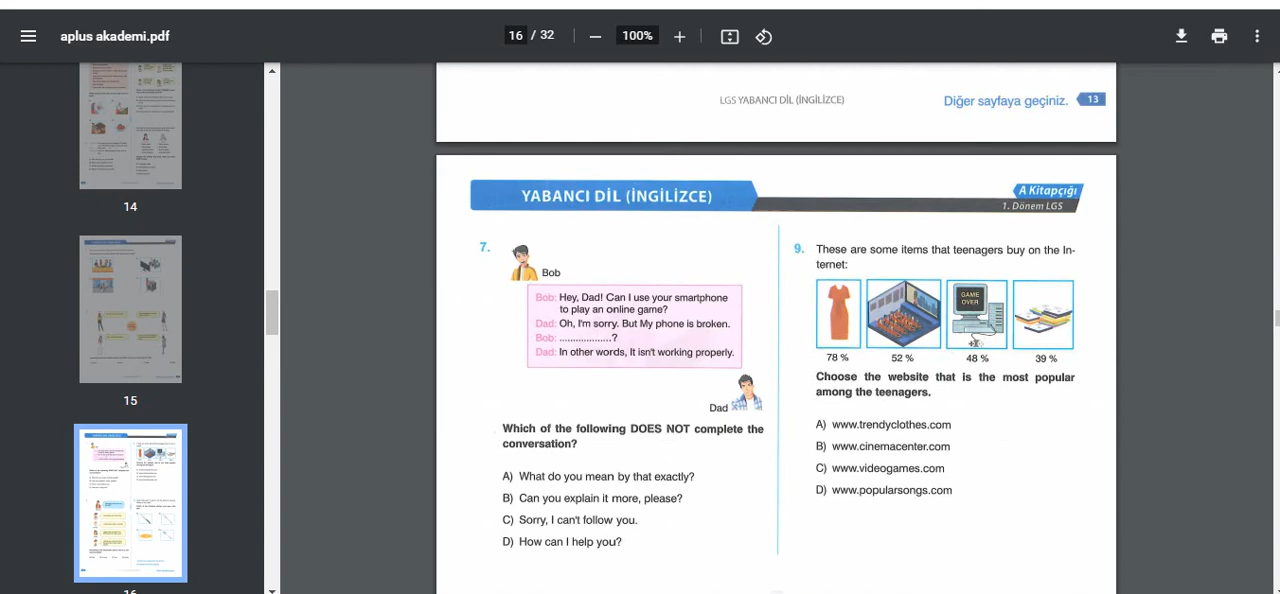 aplus akademi.pdf
16 / 32
100%
14
15
16
LGS YABANCI DİL (İNGİLİZCE)
Diğer sayfaya geçiniz. 13
YABANCI DİL (İNGİLİZCE)
A Kitapçığı
1. Dönem LGS
7.
Bob
Bob: Hey, Dad! Can I use your smartphone
to play an online game?
Dad: Oh, I'm sorry. But My phone is broken.
Bob: ...................?
Dad: In other words, It isn't working properly.
Dad
Which of the following DOES NOT complete the
conversation?
A) What do you mean by that exactly?
B) Can you explain it more, please?
C) Sorry, I can't follow you.
D) How can I help you?
9. These are some items that teenagers buy on the In-
ternet:
GAME
OVER
78 % 52 % 48 % 39 %
Choose the website that is the most popular
among the teenagers.
A) www.trendyclothes.com
B) www.cinemacenter.com
C) www.videogames.com
D) www.popularsongs.com